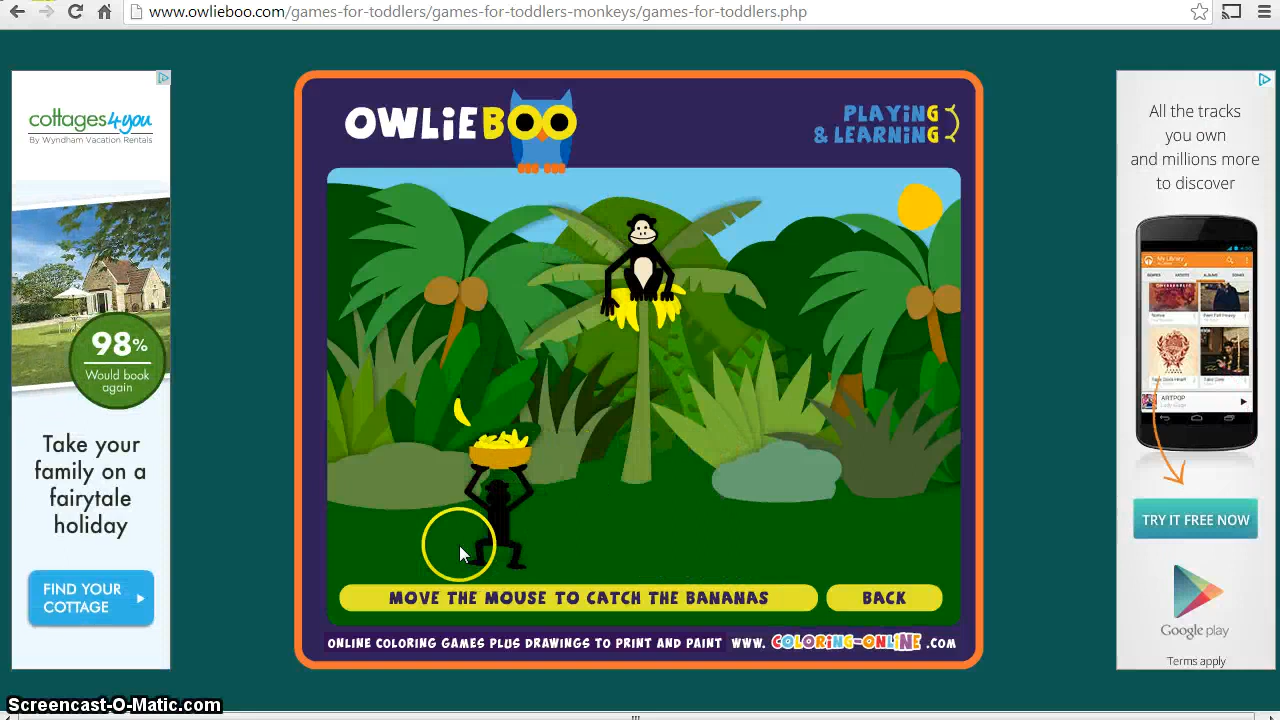 www.owlieboo.com/games-for-toddlers/games-for-toddlers-monkeys/games-for-toddlers.php
cottages4you
By Wyndham Vacation Rentals
98%
Would book
again
Take your
family on a
fairytale
holiday
FIND YOUR
COTTAGE
OWLiEBOO
PLAYiNG
& LEARNiNG
MOVE THE MOUSE TO CATCH THE BANANAS
BACK
ONLINE COLORING GAMES PLUS DRAWINGS TO PRINT AND PAINT WWW. COLORiNG-ONLiNE .COM
All the tracks
you own
and millions more
to discover
My Library
ARTPOP
TRY IT FREE NOW
Google play
Terms apply
Screencast-O-Matic.com